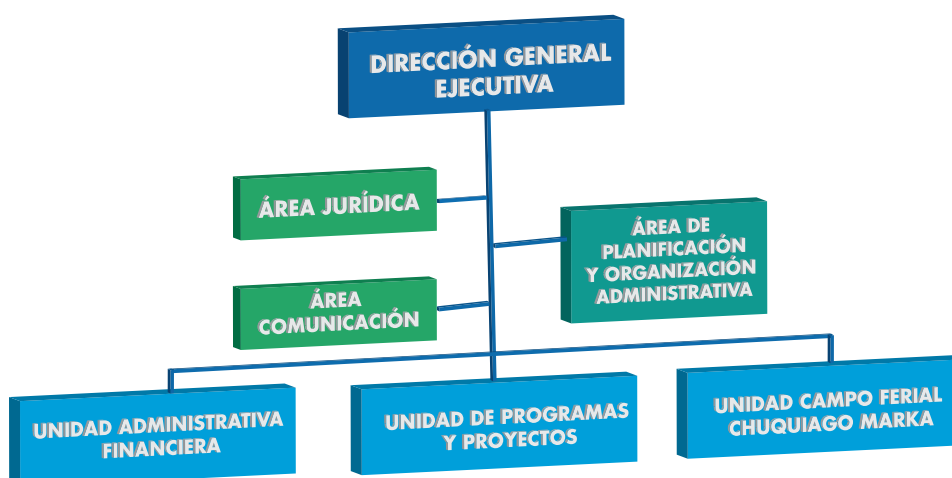 DIRECCIÓN GENERAL
EJECUTIVA
ÁREA JURÍDICA
ÁREA DE
PLANIFICACIÓN
Y ORGANIZACIÓN
ADMINISTRATIVA
ÁREA
COMUNICACIÓN
UNIDAD ADMINISTRATIVA
FINANCIERA
UNIDAD DE PROGRAMAS
Y PROYECTOS
UNIDAD CAMPO FERIAL
CHUQUIAGO MARKA